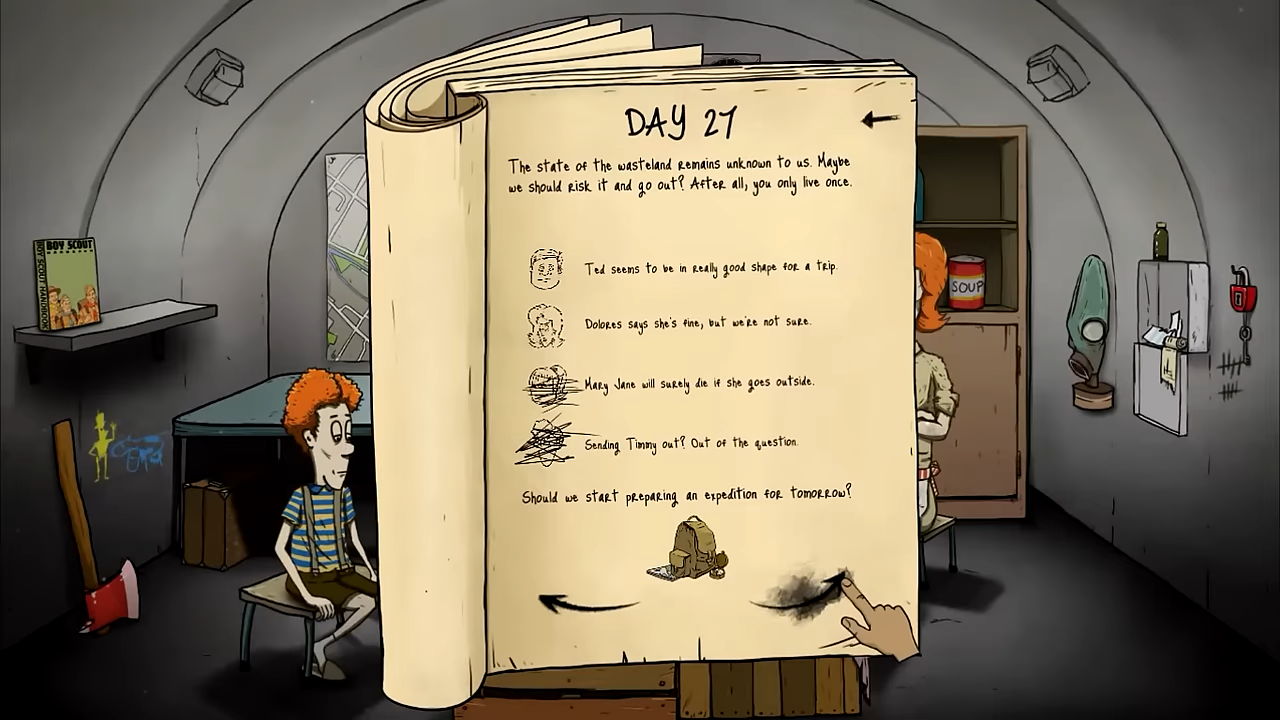 DAY 27
The state of the wasteland remains unknown to us. Maybe
we should risk it and go out? After all, you only live once.
Ted seems to be in really good shape for a trip.
Dolores says she's fine, but we're not sure.
Mary Jane will surely die if she goes outside.
Sending Timmy out? Out of the question.
Should we start preparing an expedition for tomorrow?
BOY SCOUT
BOY SCOUT HANDBOOK
SOUP